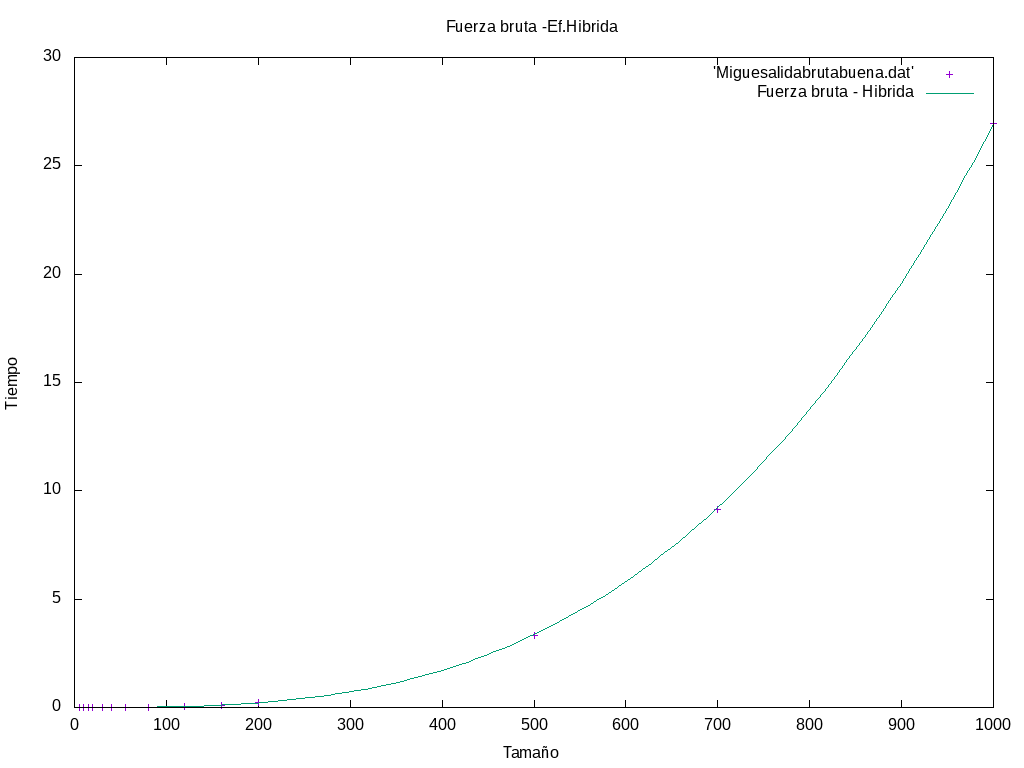 Fuerza bruta -Ef.Hibrida
30
25
20
15
10
5
0
Tiempo
'Miguesalidabrutabuena.dat'
Fuerza bruta - Hibrida
0 100 200 300 400 500 600 700 800 900 1000
Tamaño